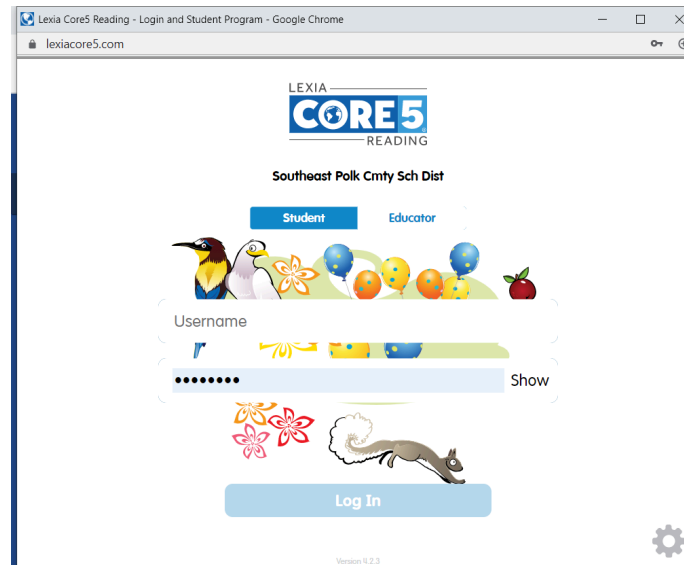 Lexia Core5 Reading - Login and Student Program - Google Chrome
lexiacore5.com
LEXIA
CORE5
READING
Southeast Polk Cmty Sch Dist
Student Educator
Username
•••••••• Show
Log In
Version 4.2.3